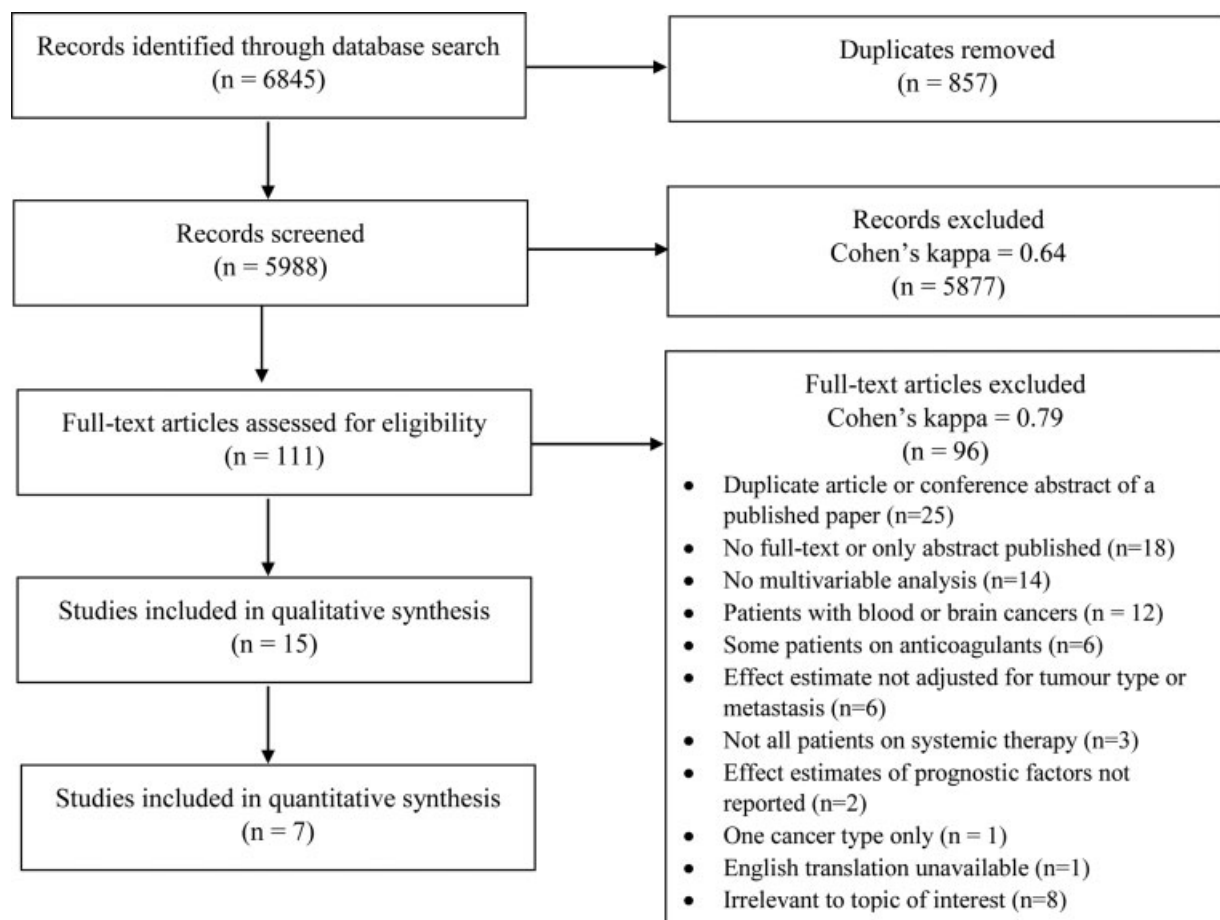 Records identified through database search
(n = 6845)
Duplicates removed
(n = 857)
Records screened
(n = 5988)
Records excluded
Cohen’s kappa = 0.64
(n = 5877)
Full-text articles assessed for eligibility
(n = 111)
Full-text articles excluded
Cohen’s kappa = 0.79
(n = 96)
• Duplicate article or conference abstract of a
published paper (n=25)
• No full-text or only abstract published (n=18)
• No multivariable analysis (n=14)
• Patients with blood or brain cancers (n = 12)
• Some patients on anticoagulants (n=6)
• Effect estimate not adjusted for tumour type or
metastasis (n=6)
• Not all patients on systemic therapy (n=3)
• Effect estimates of prognostic factors not
reported (n=2)
• One cancer type only (n = 1)
• English translation unavailable (n=1)
• Irrelevant to topic of interest (n=8)
Studies included in qualitative synthesis
(n = 15)
Studies included in quantitative synthesis
(n = 7)